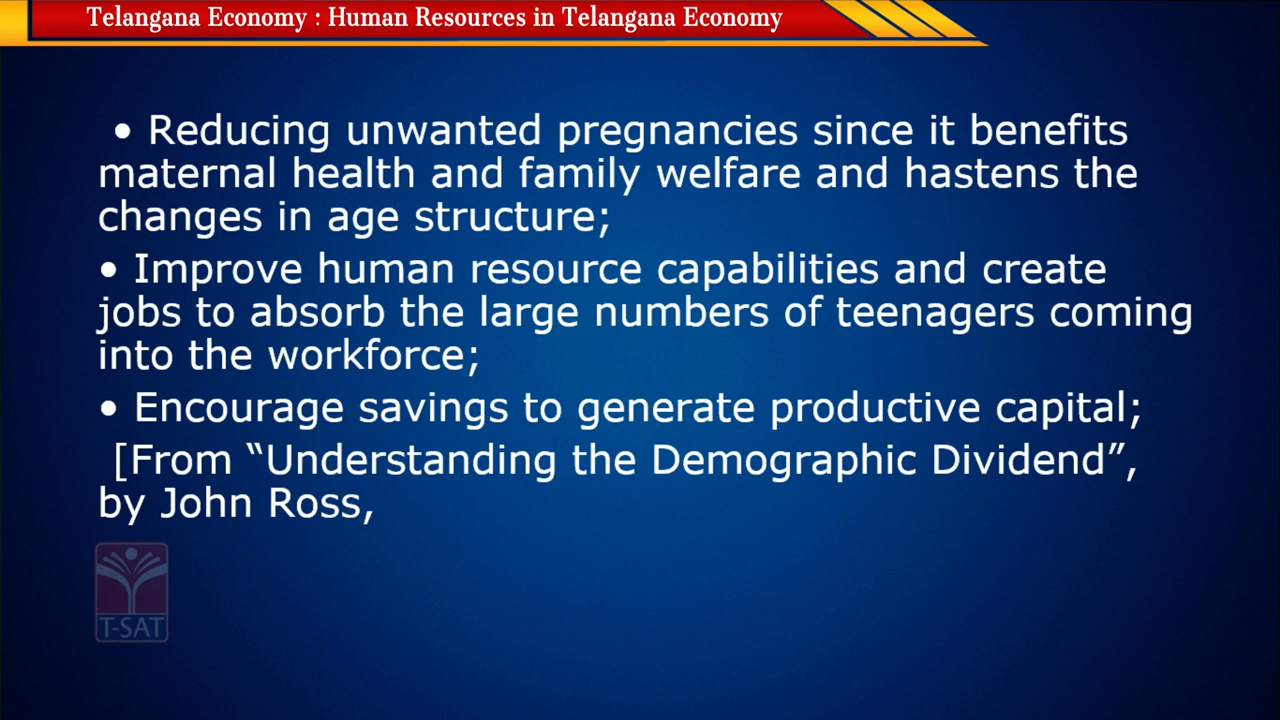 Telangana Economy : Human Resources in Telangana Economy
• Reducing unwanted pregnancies since it benefits
maternal health and family welfare and hastens the
changes in age structure;
• Improve human resource capabilities and create
jobs to absorb the large numbers of teenagers coming
into the workforce;
• Encourage savings to generate productive capital;
[From “Understanding the Demographic Dividend”,
by John Ross,
T-SAT